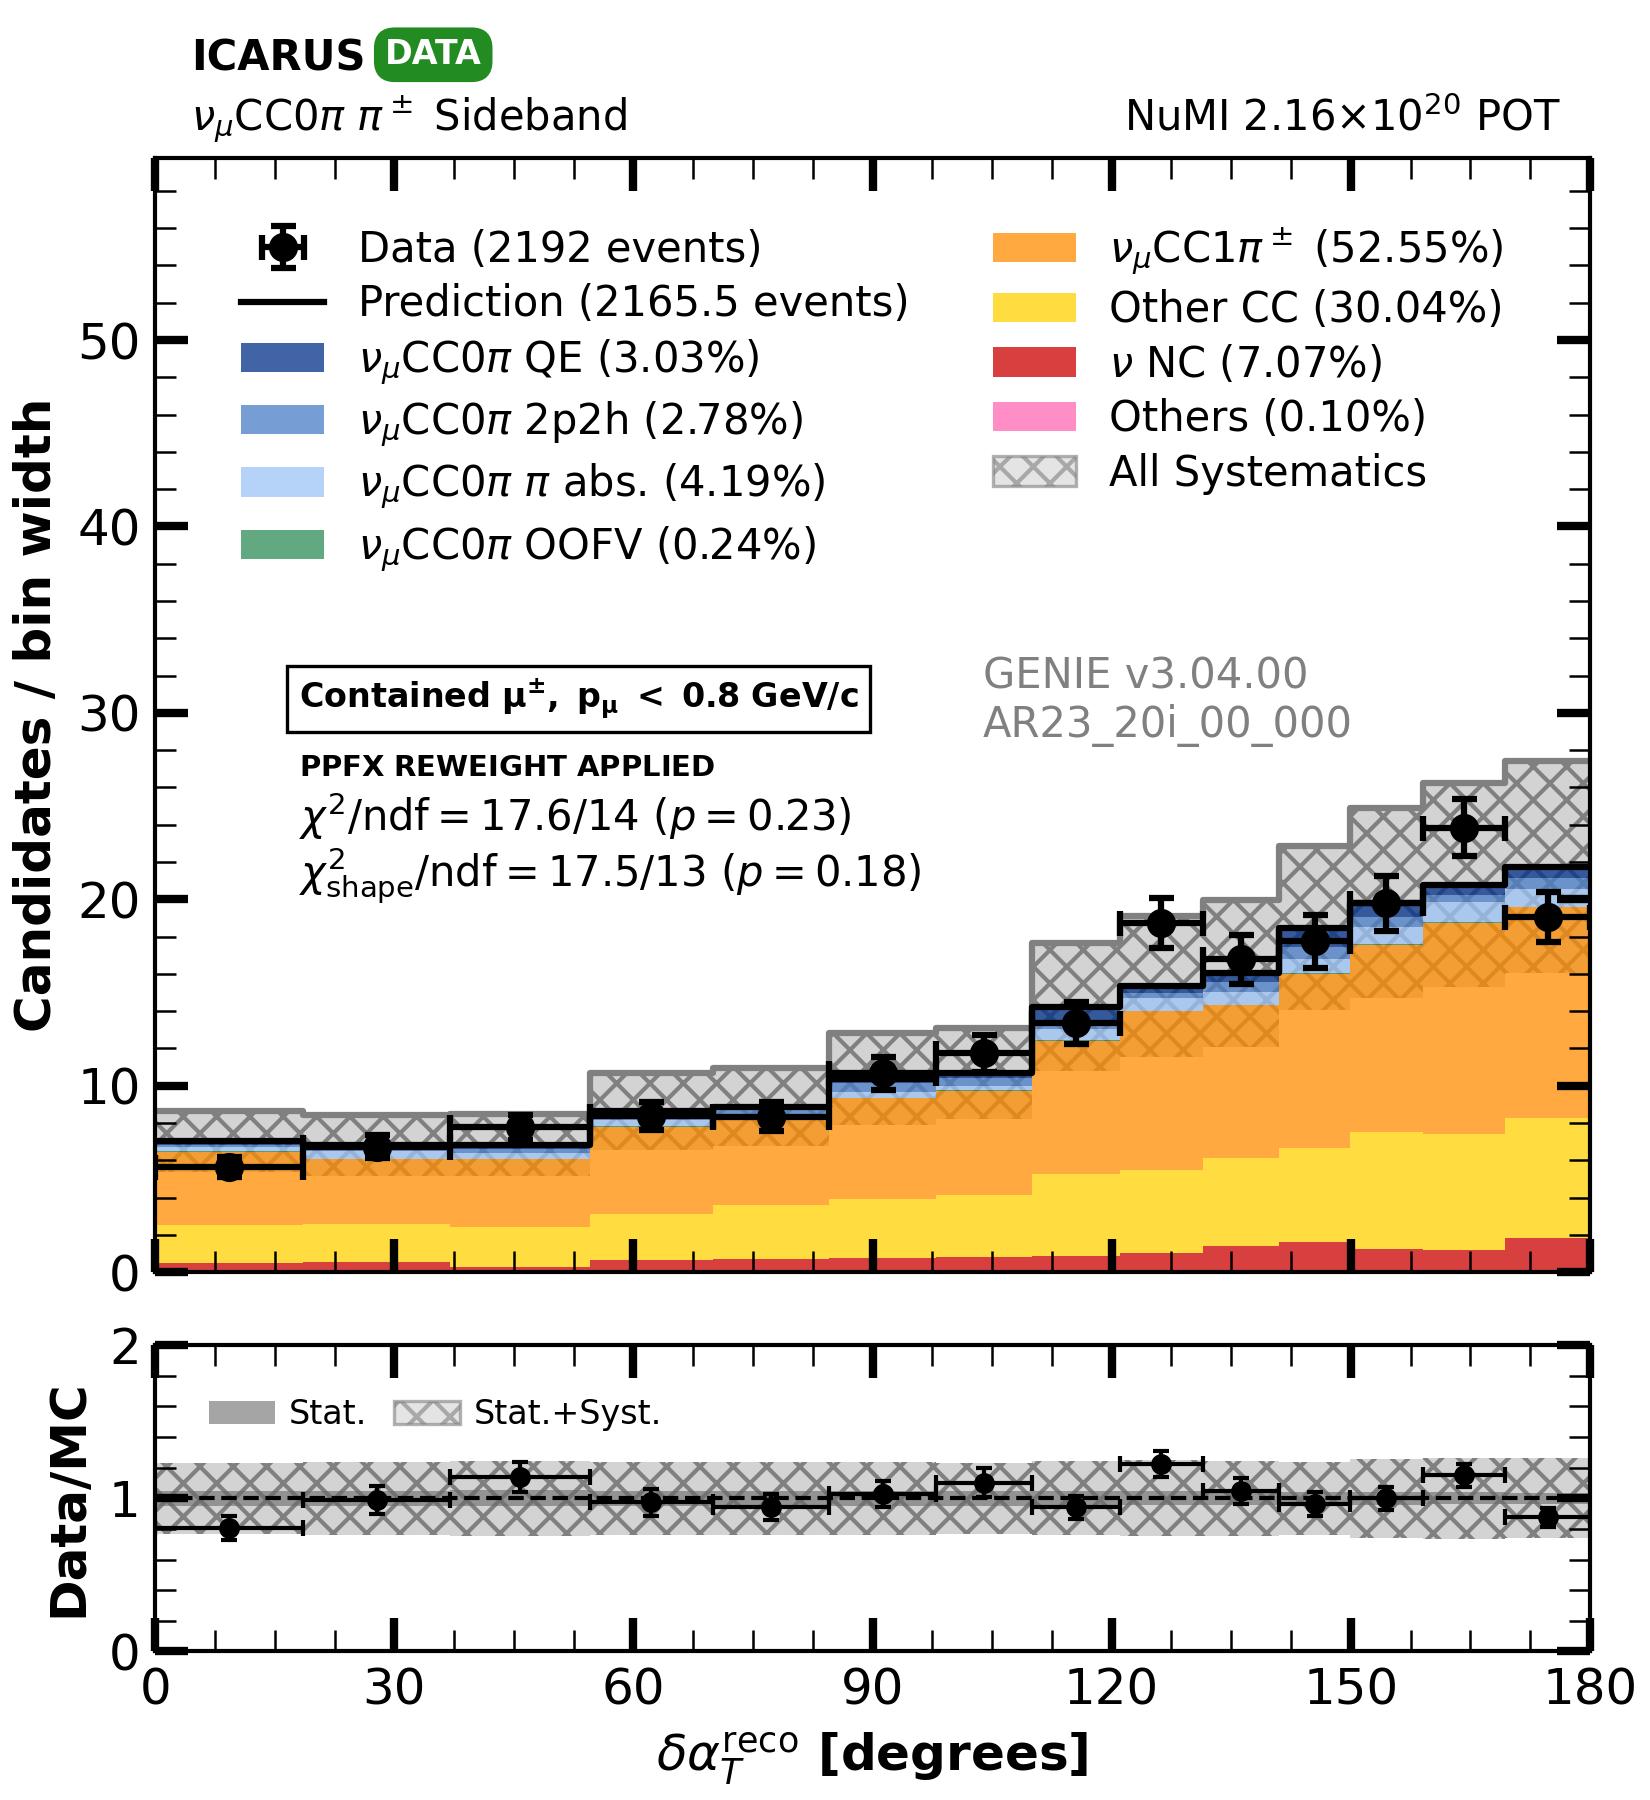 ICARUS DATA
νμCC0π π± Sideband
NuMI 2.16×10²⁰ POT
Candidates / bin width
50
40
30
20
10
0
Data (2192 events)
Prediction (2165.5 events)
νμCC0π QE (3.03%)
νμCC0π 2p2h (2.78%)
νμCC0π π abs. (4.19%)
νμCC0π OOFV (0.24%)
νμCC1π± (52.55%)
Other CC (30.04%)
ν NC (7.07%)
Others (0.10%)
All Systematics
Contained μ±, pμ < 0.8 GeV/c
PPFX REWEIGHT APPLIED
χ²/ndf = 17.6/14 (p = 0.23)
χ²shape/ndf = 17.5/13 (p = 0.18)
GENIE v3.04.00
AR23_20i_00_000
Data/MC
2
1
0
Stat.
Stat.+Syst.
0 30 60 90 120 150 180
δαTreco [degrees]